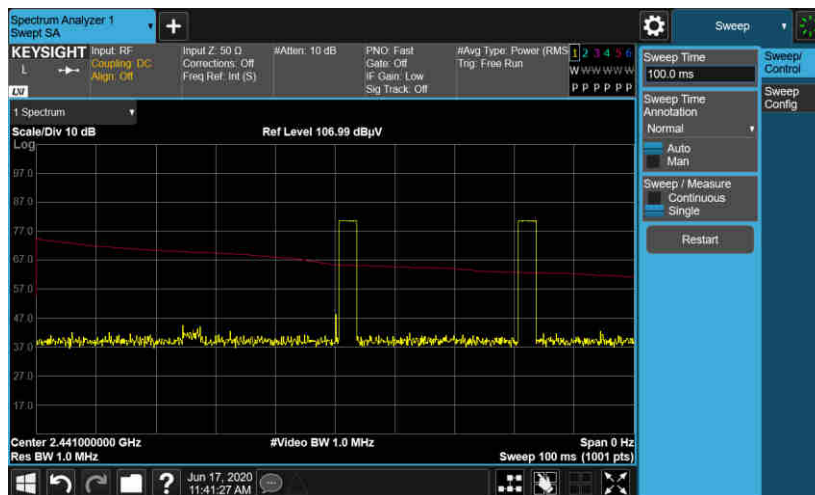 Spectrum Analyzer 1
Swept SA
Sweep
KEYSIGHT
L
LXI
Input: RF
Coupling: DC
Align: Off
Input Z: 50 Ω
Corrections: Off
Freq Ref: Int (S)
#Atten: 10 dB
PNO: Fast
Gate: Off
IF Gain: Low
Sig Track: Off
#Avg Type: Power (RMS
Trig: Free Run
1 2 3 4 5 6
W W W W W W
P P P P P P
1 Spectrum
Scale/Div 10 dB
Ref Level 106.99 dBµV
Log
97.0
87.0
77.0
67.0
57.0
47.0
37.0
27.0
17.0
Center 2.441000000 GHz
#Video BW 1.0 MHz
Span 0 Hz
Res BW 1.0 MHz
Sweep 100 ms (1001 pts)
Sweep Time
100.0 ms
Sweep Time
Annotation
Normal
Auto
Man
Sweep / Measure
Continuous
Single
Restart
Sweep/
Control
Sweep
Config
?
Jun 17, 2020
11:41:27 AM